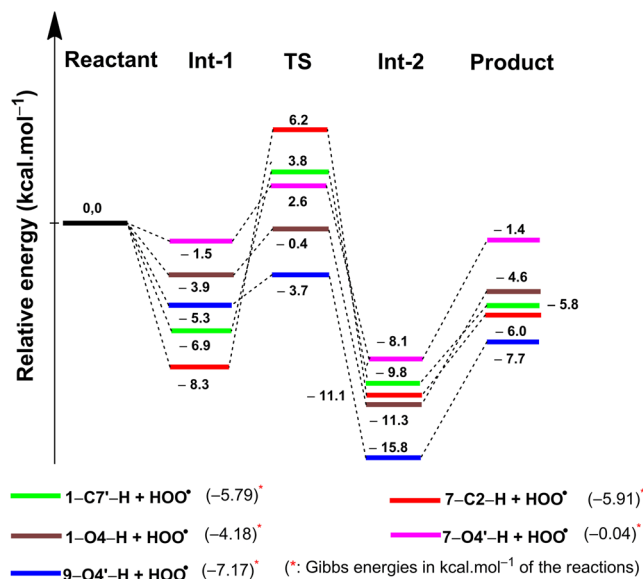 Reactant Int-1 TS Int-2 Product
Relative energy (kcal.mol⁻¹)
6.2
3.8
0,0
2.6
− 1.5
− 0.4
− 1.4
− 3.9
− 3.7
− 4.6
− 5.3
− 5.8
− 6.9
− 8.1
− 6.0
− 9.8
− 7.7
− 8.3
− 11.1
− 11.3
− 15.8
1–C7'–H + HOO• (−5.79)*
7–C2–H + HOO• (−5.91)*
1–O4–H + HOO• (−4.18)*
7–O4'–H + HOO• (−0.04)*
9–O4'–H + HOO• (−7.17)*
(*: Gibbs energies in kcal.mol⁻¹ of the reactions)